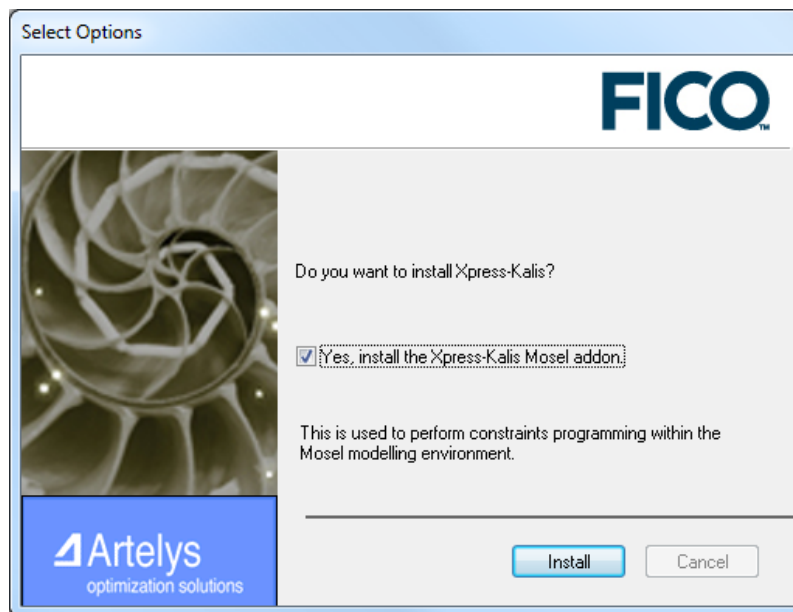 Select Options
FICO™
Do you want to install Xpress-Kalis?
Yes, install the Xpress-Kalis Mosel addon.
This is used to perform constraints programming within the
Mosel modelling environment.
Artelys
optimization solutions
Install
Cancel